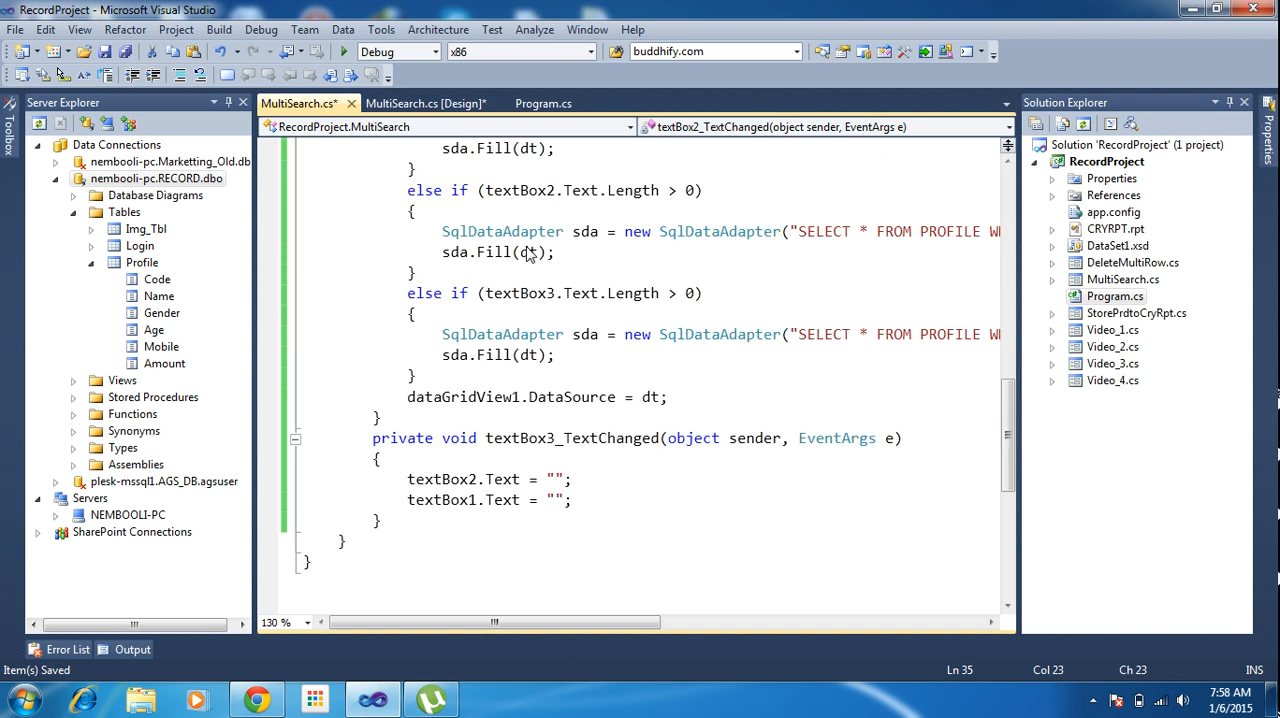 RecordProject - Microsoft Visual Studio
File Edit View Refactor Project Build Debug Team Data Tools Architecture Test Analyze Window Help
Debug x86 buddhify.com
Server Explorer
MultiSearch.cs* MultiSearch.cs [Design]* Program.cs
Solution Explorer
RecordProject.MultiSearch textBox2_TextChanged(object sender, EventArgs e)
Toolbox
Properties
Data Connections
nembooli-pc.Marketting_Old.db
nembooli-pc.RECORD.dbo
Database Diagrams
Tables
Img_Tbl
Login
Profile
Code
Name
Gender
Age
Mobile
Amount
Views
Stored Procedures
Functions
Synonyms
Types
Assemblies
plesk-mssql1.AGS_DB.agsuser
Servers
NEMBOOLI-PC
SharePoint Connections
sda.Fill(dt);
}
else if (textBox2.Text.Length > 0)
{
SqlDataAdapter sda = new SqlDataAdapter("SELECT * FROM PROFILE W
sda.Fill(dt);
}
else if (textBox3.Text.Length > 0)
{
SqlDataAdapter sda = new SqlDataAdapter("SELECT * FROM PROFILE W
sda.Fill(dt);
}
dataGridView1.DataSource = dt;
}
private void textBox3_TextChanged(object sender, EventArgs e)
{
textBox2.Text = "";
textBox1.Text = "";
}
}
}
130 %
Solution 'RecordProject' (1 project)
RecordProject
Properties
References
app.config
CRYRPT.rpt
DataSet1.xsd
DeleteMultiRow.cs
MultiSearch.cs
Program.cs
StorePrdtoCryRpt.cs
Video_1.cs
Video_2.cs
Video_3.cs
Video_4.cs
Error List Output
Item(s) Saved Ln 35 Col 23 Ch 23 INS
7:58 AM
1/6/2015